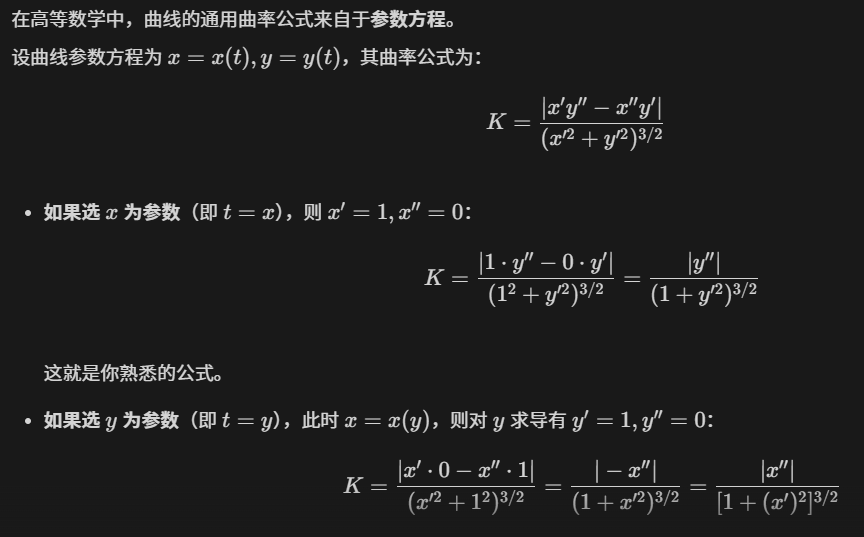 在高等数学中，曲线的通用曲率公式来自于参数方程。
设曲线参数方程为 x = x(t), y = y(t)，其曲率公式为：
K = |x′y″ − x″y′| / (x′² + y′²)^{3/2}
• 如果选 x 为参数（即 t = x），则 x′ = 1, x″ = 0：
K = |1 · y″ − 0 · y′| / (1² + y′²)^{3/2} = |y″| / (1 + y′²)^{3/2}
这就是你熟悉的公式。
• 如果选 y 为参数（即 t = y），此时 x = x(y)，则对 y 求导有 y′ = 1, y″ = 0：
K = |x′ · 0 − x″ · 1| / (x′² + 1²)^{3/2} = | − x″| / (1 + x′²)^{3/2} = |x″| / [1 + (x′)²]^{3/2}